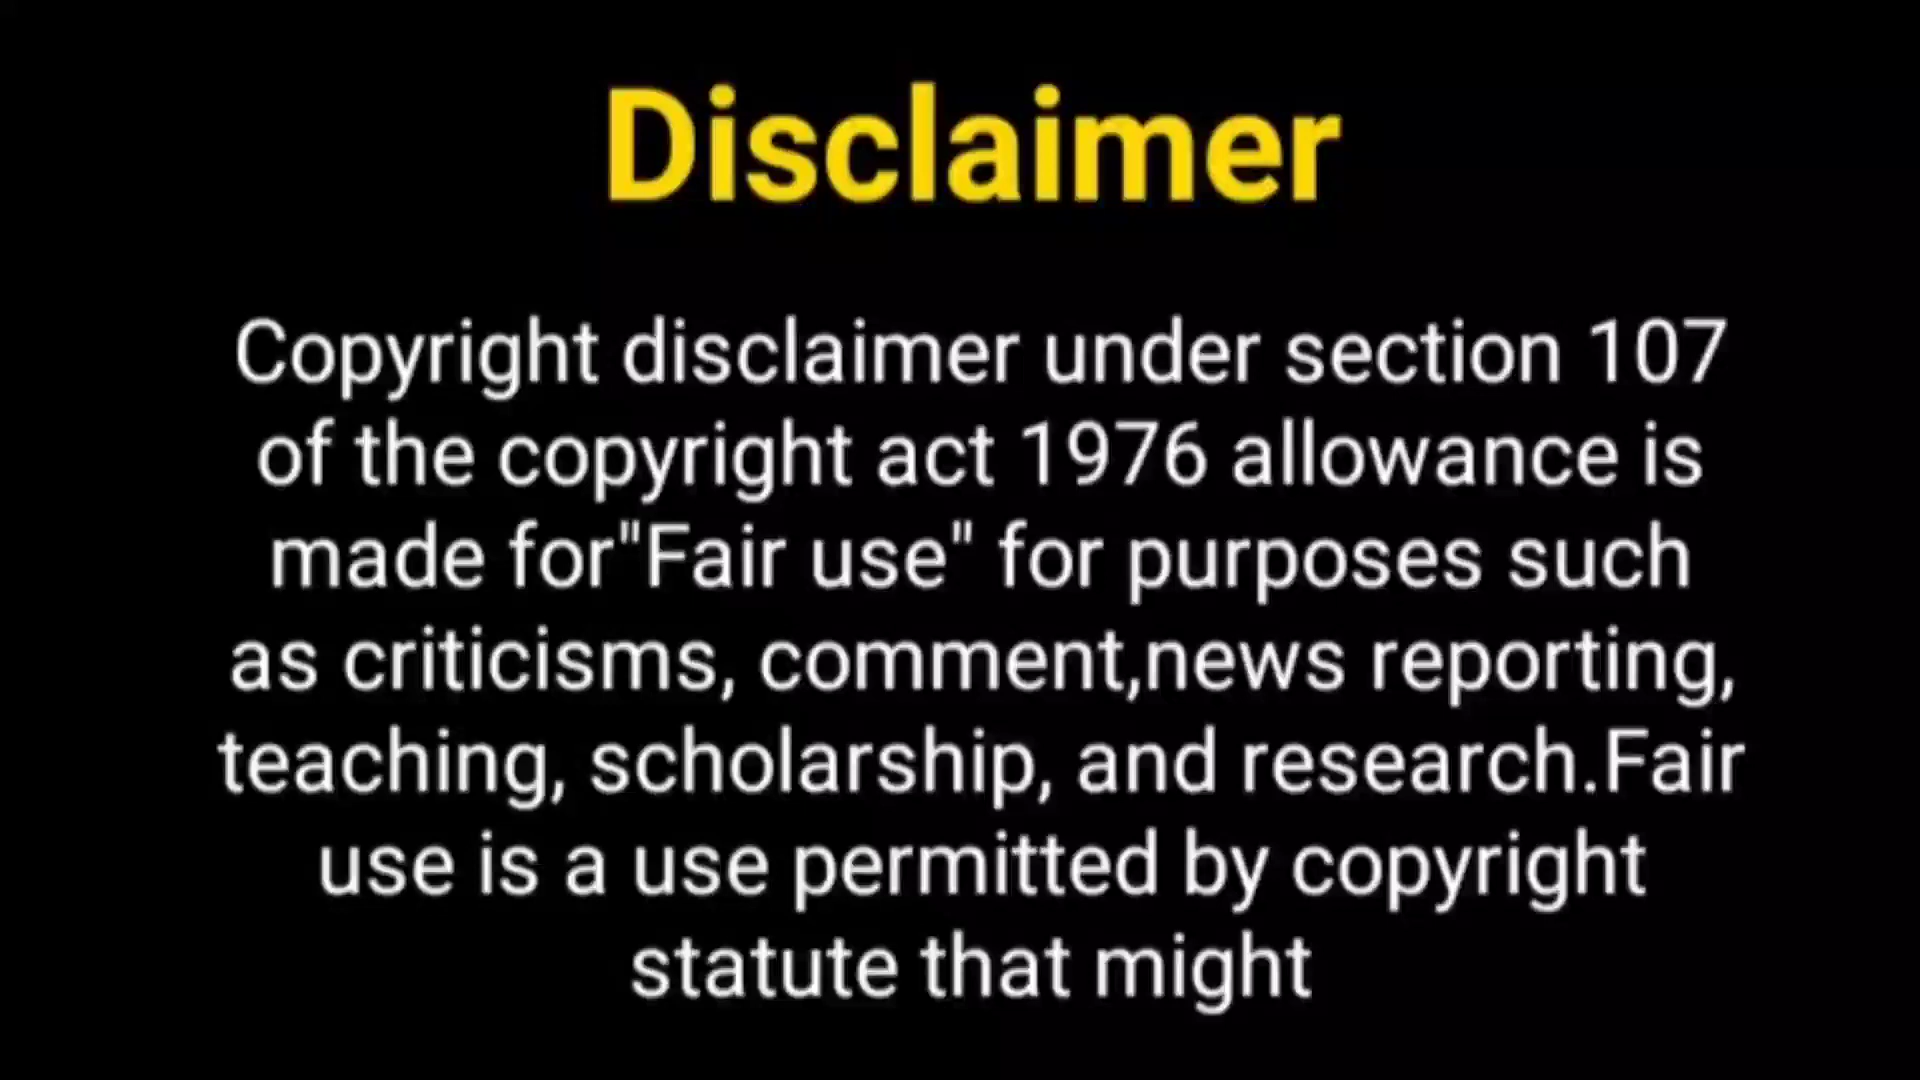 Disclaimer
Copyright disclaimer under section 107
of the copyright act 1976 allowance is
made for"Fair use" for purposes such
as criticisms, comment,news reporting,
teaching, scholarship, and research.Fair
use is a use permitted by copyright
statute that might